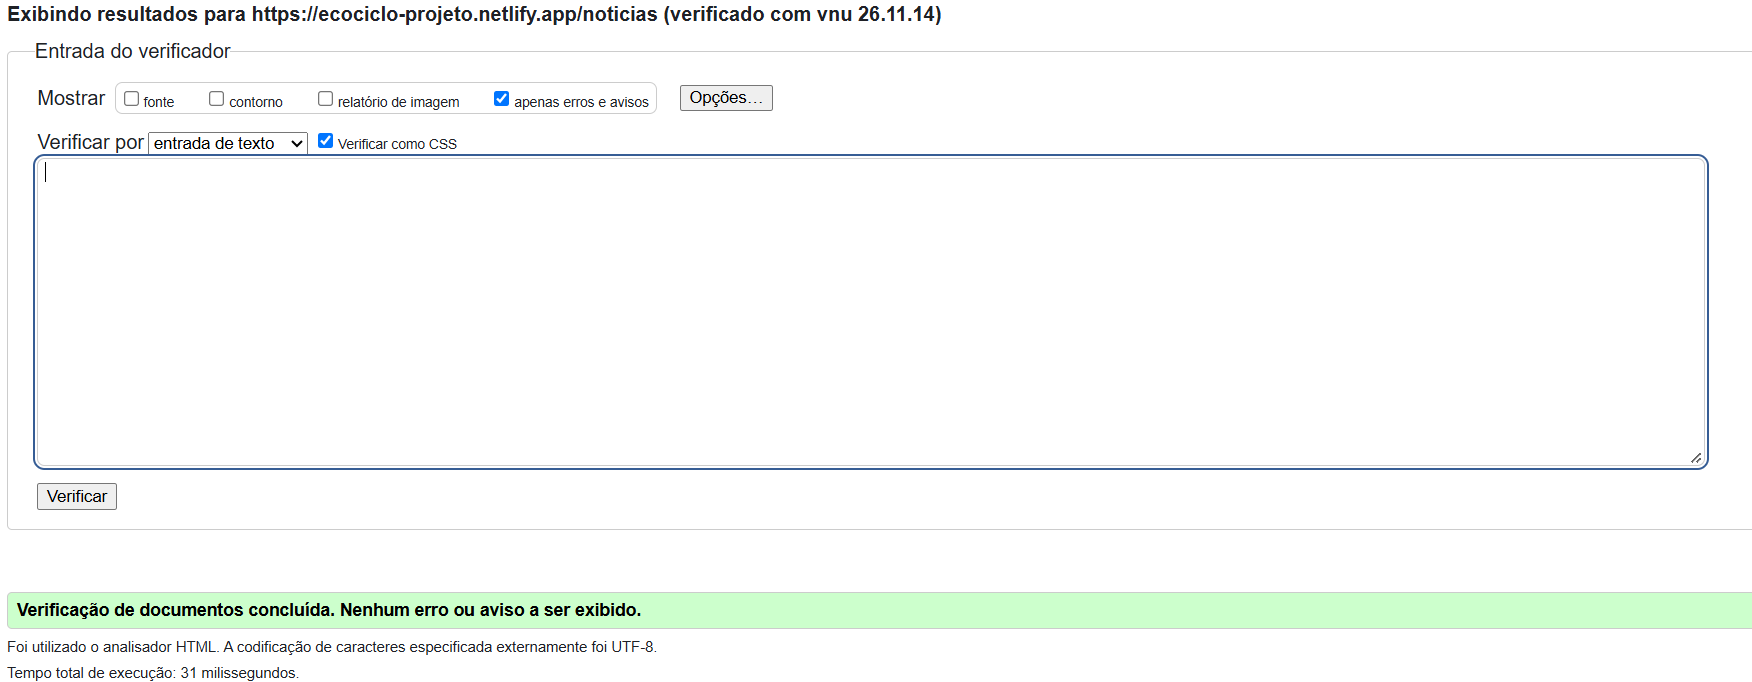 Exibindo resultados para https://ecociclo-projeto.netlify.app/noticias (verificado com vnu 26.11.14)
Entrada do verificador
Mostrar fonte contorno relatório de imagem apenas erros e avisos Opções...
Verificar por entrada de texto Verificar como CSS
Verificar
Verificação de documentos concluída. Nenhum erro ou aviso a ser exibido.
Foi utilizado o analisador HTML. A codificação de caracteres especificada externamente foi UTF-8.
Tempo total de execução: 31 milissegundos.